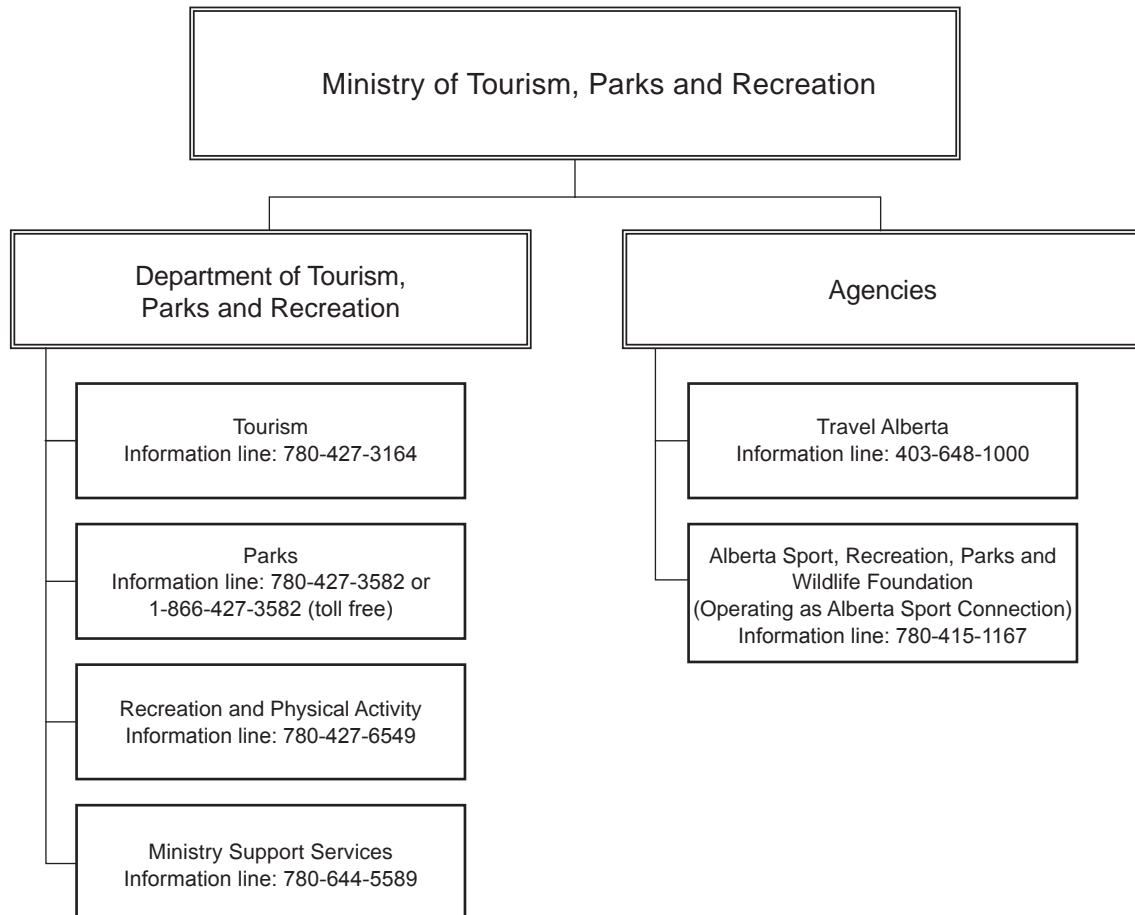 Ministry of Tourism, Parks and Recreation
Department of Tourism,
Parks and Recreation
Agencies
Tourism
Information line: 780-427-3164
Parks
Information line: 780-427-3582 or
1-866-427-3582 (toll free)
Recreation and Physical Activity
Information line: 780-427-6549
Ministry Support Services
Information line: 780-644-5589
Travel Alberta
Information line: 403-648-1000
Alberta Sport, Recreation, Parks and
Wildlife Foundation
(Operating as Alberta Sport Connection)
Information line: 780-415-1167